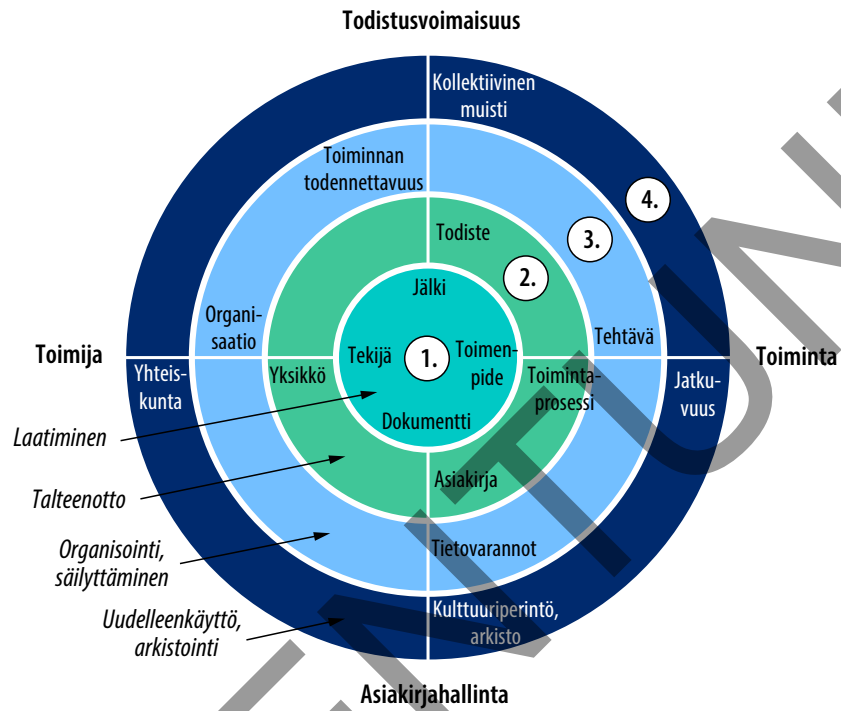 Todistusvoimaisuus
Kollektiivinen
muisti
Toiminnan
todennettavuus
4.
3.
Todiste
2.
Jälki
Organi-
saatio
Tehtävä
Toimija
Tekijä
1.
Toimen-
pide
Toiminta
Yhteis-
kunta
Yksikkö
Toiminta-
prosessi
Jatku-
vuus
Dokumentti
Laatiminen
Asiakirja
Talteenotto
Organisointi,
säilyttäminen
Tietovarannot
Uudelleenkäyttö,
arkistointi
Kulttuuriperintö,
arkisto
Asiakirjahallinta